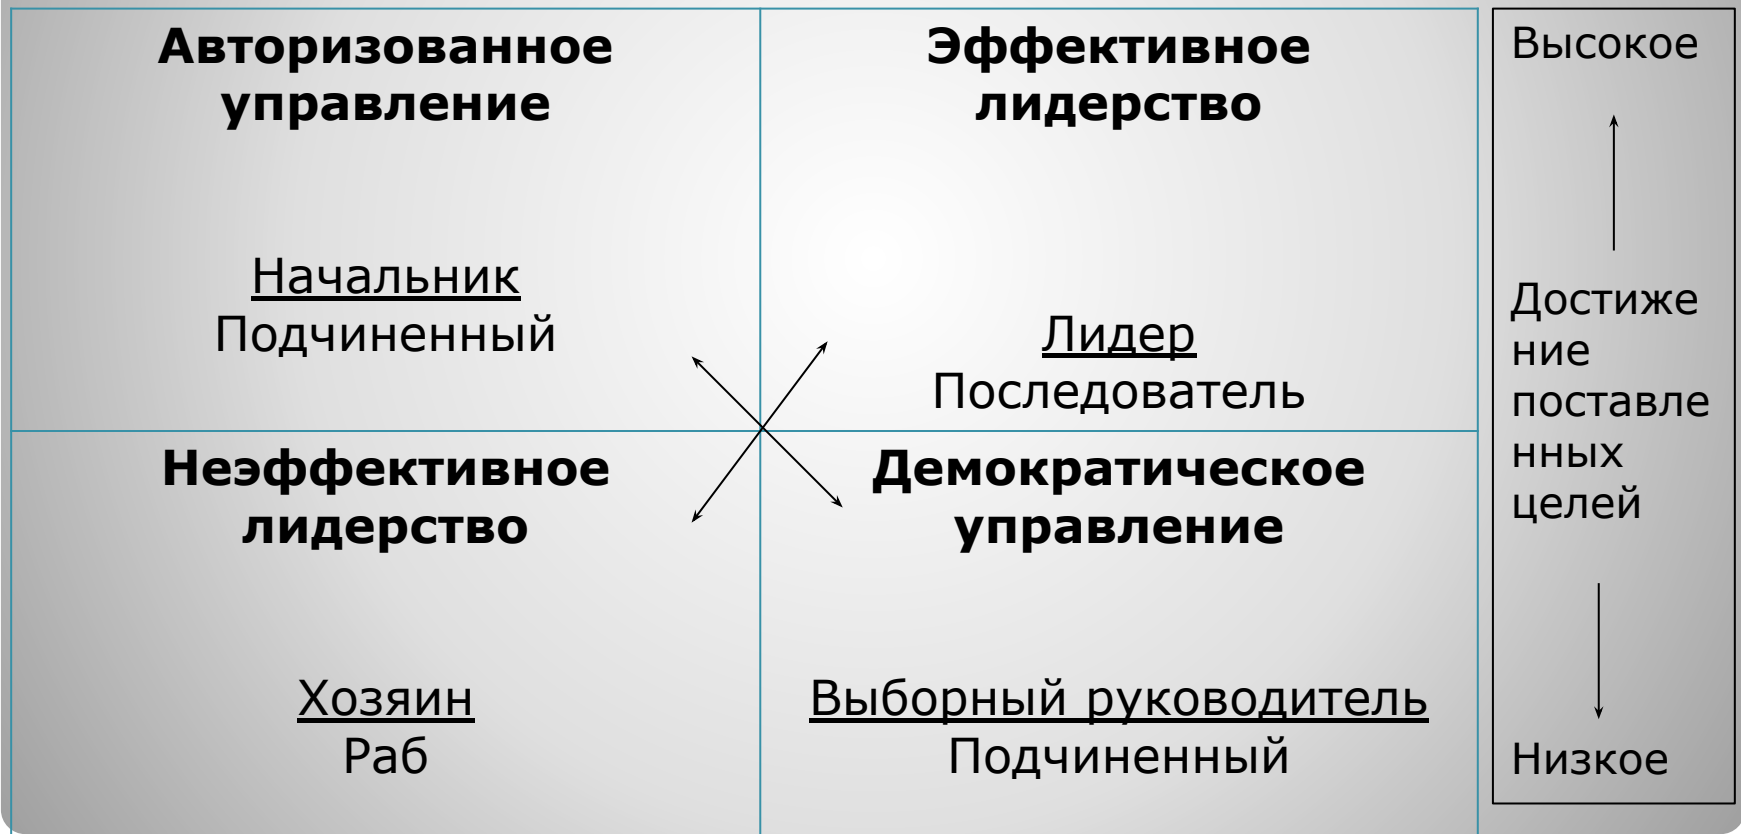 Авторизованное
управление
Начальник
Подчиненный
Эффективное
лидерство
Лидер
Последователь
Неэффективное
лидерство
Хозяин
Раб
Демократическое
управление
Выборный руководитель
Подчиненный
Высокое
Достиже
ние
поставле
нных
целей
Низкое